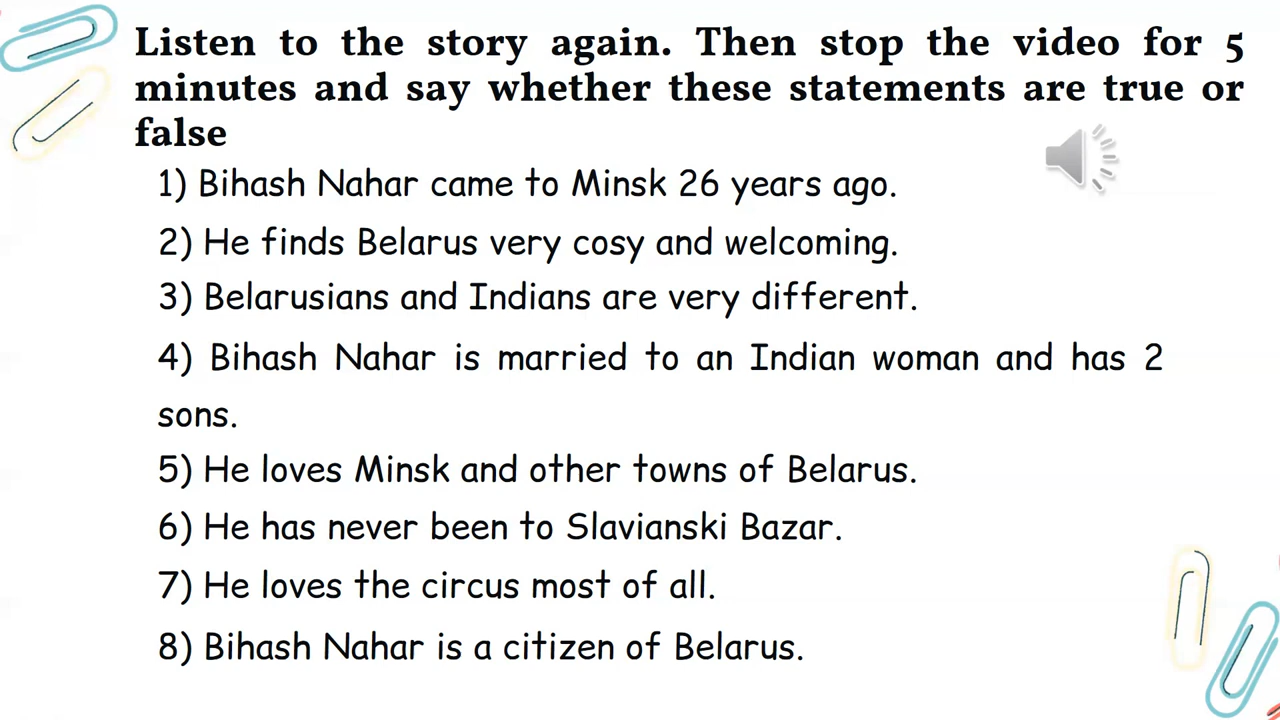 Listen to the story again. Then stop the video for 5
minutes and say whether these statements are true or
false
1) Bihash Nahar came to Minsk 26 years ago.
2) He finds Belarus very cosy and welcoming.
3) Belarusians and Indians are very different.
4) Bihash Nahar is married to an Indian woman and has 2
sons.
5) He loves Minsk and other towns of Belarus.
6) He has never been to Slavianski Bazar.
7) He loves the circus most of all.
8) Bihash Nahar is a citizen of Belarus.